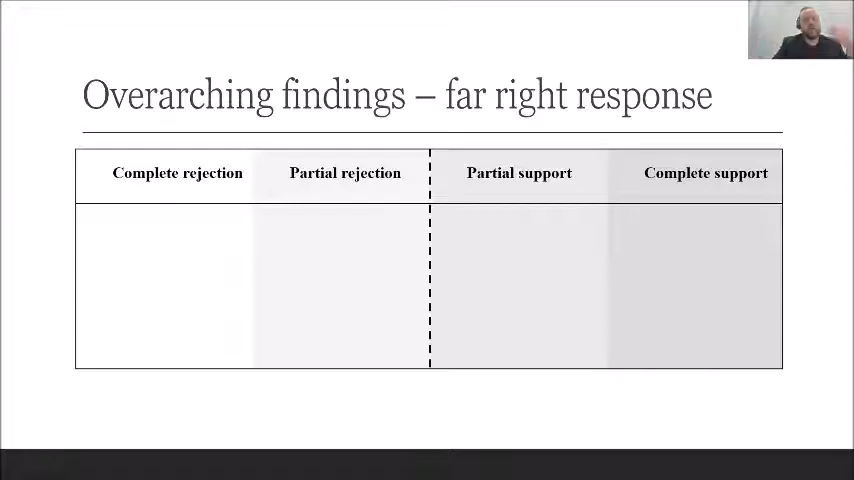 Overarching findings – far right response
Complete rejection Partial rejection Partial support Complete support